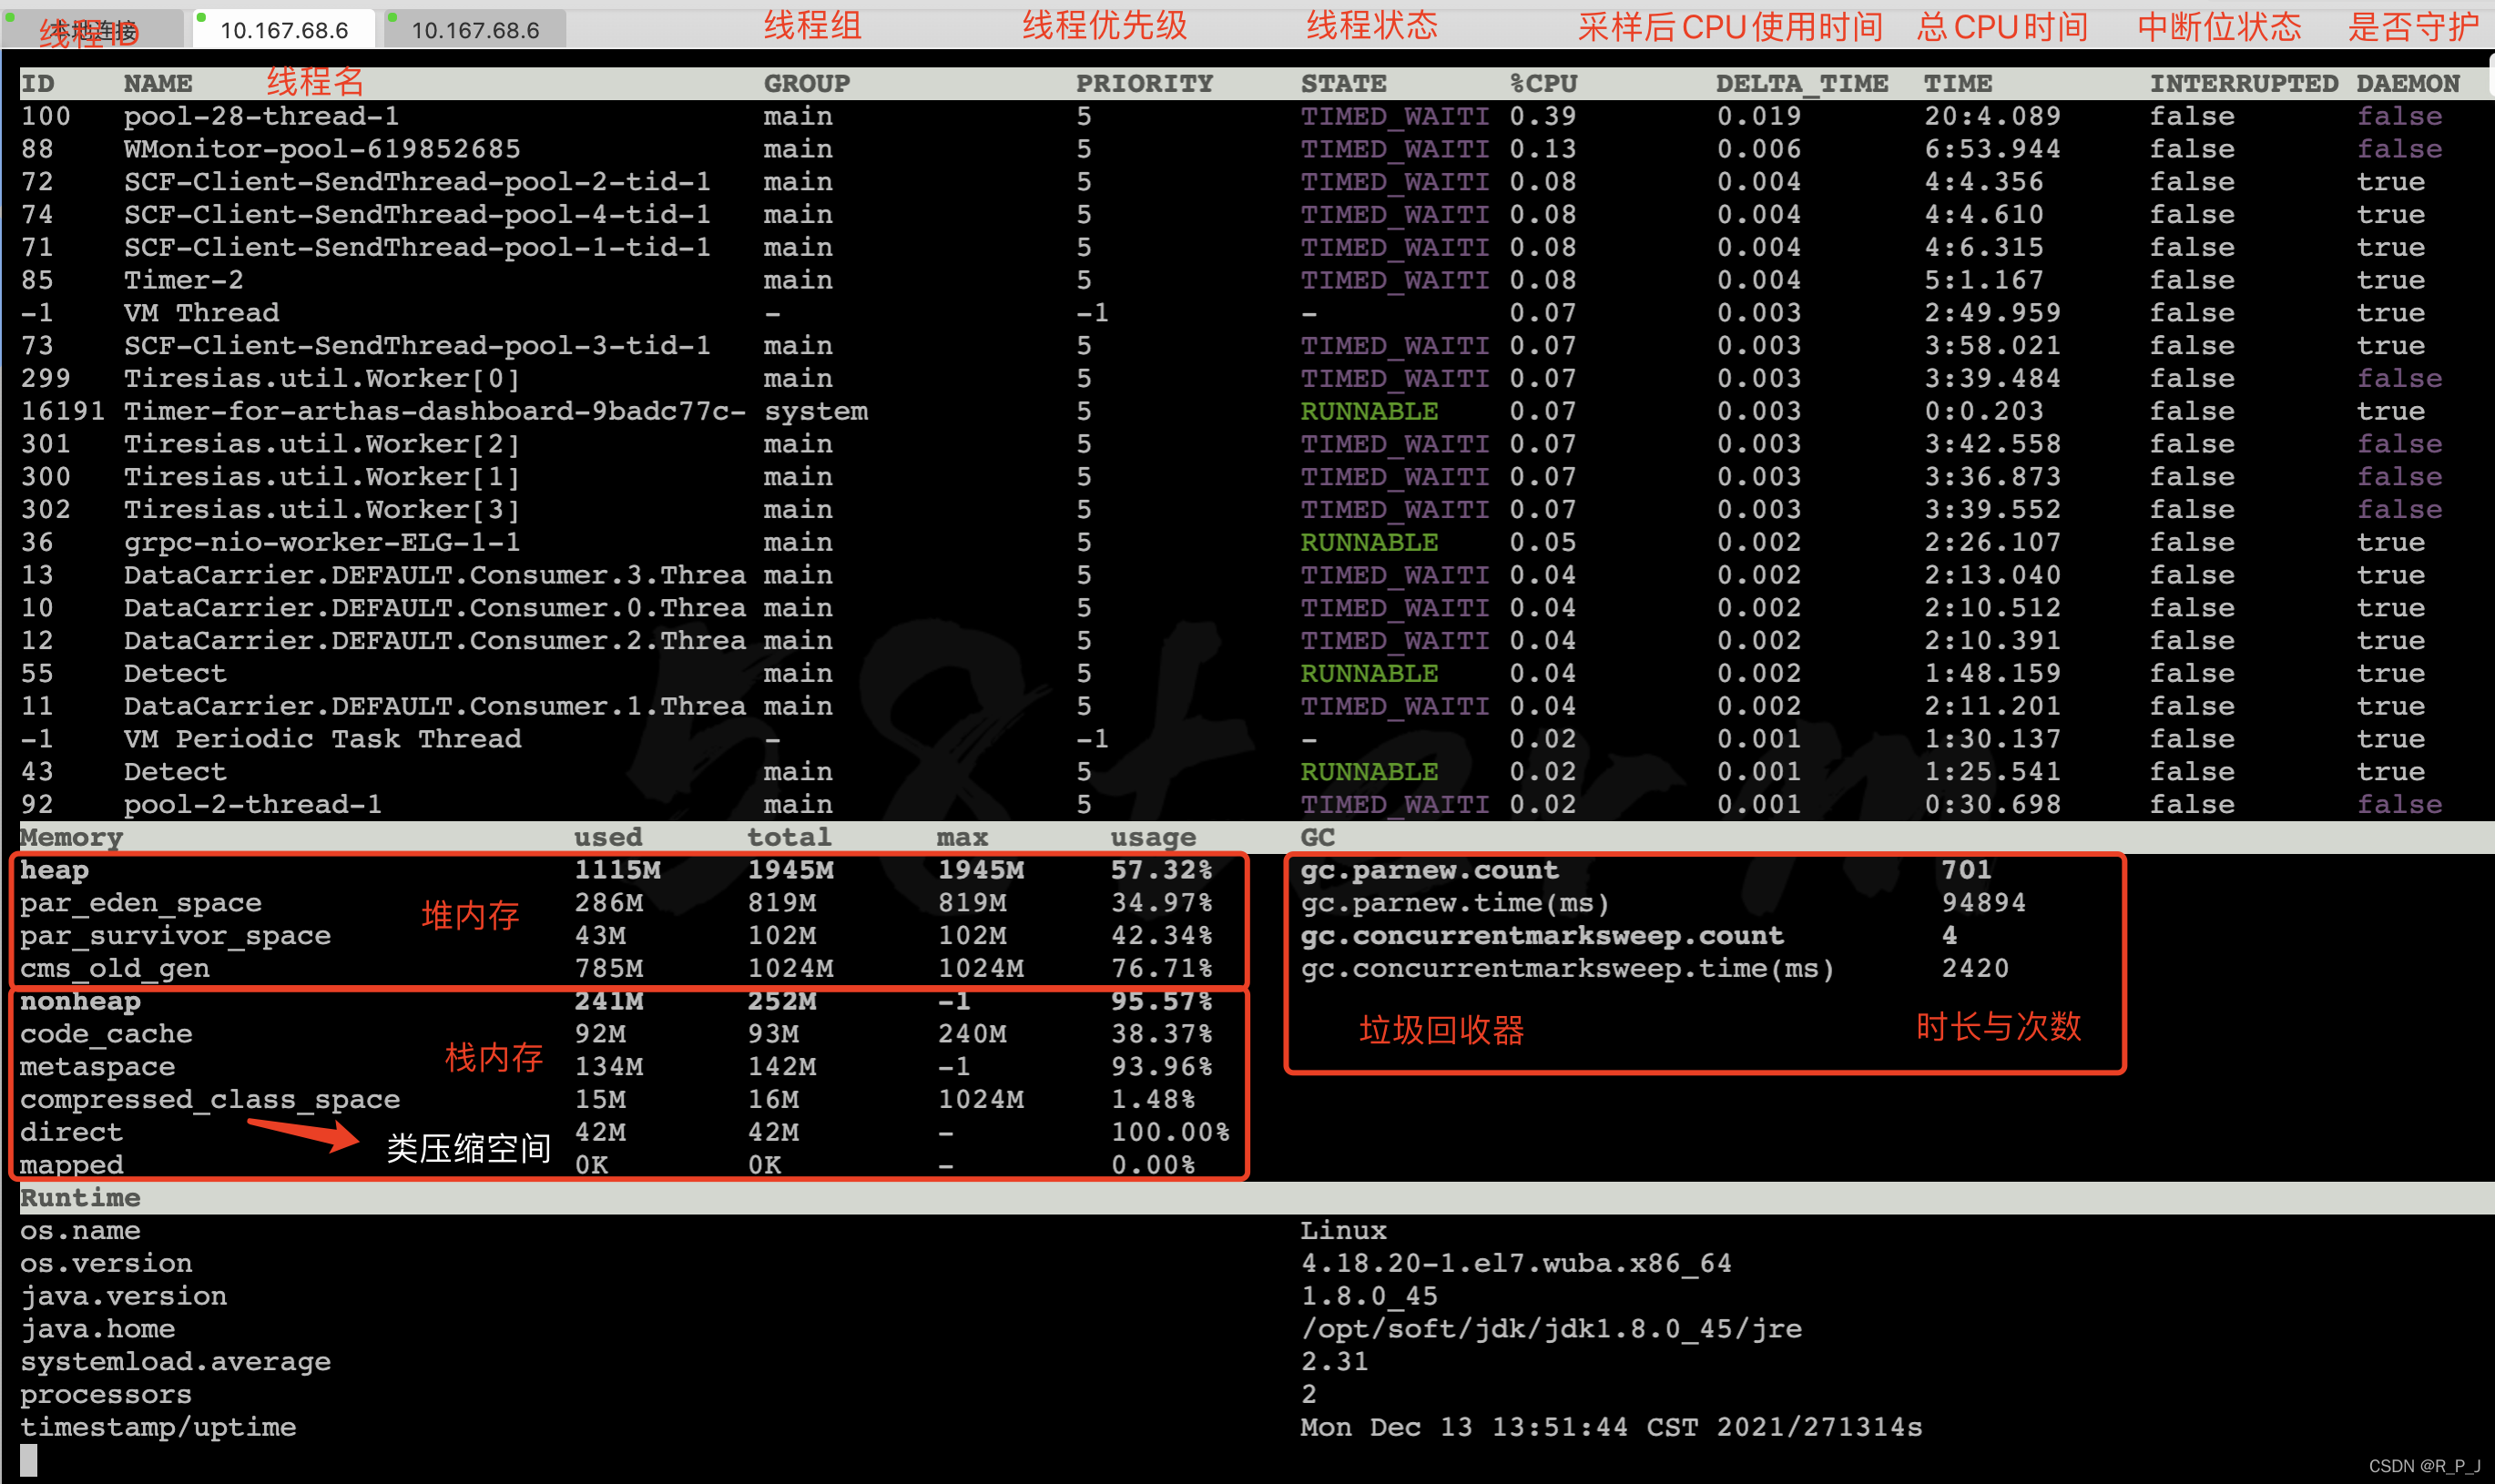 本地连接 线程ID 10.167.68.6 10.167.68.6 线程组 线程优先级 线程状态 采样后CPU使用时间 总CPU时间 中断位状态 是否守护
ID NAME 线程名 GROUP PRIORITY STATE %CPU DELTA_TIME TIME INTERRUPTED DAEMON
100 pool-28-thread-1 main 5 TIMED_WAITI 0.39 0.019 20:4.089 false false
88 WMonitor-pool-619852685 main 5 TIMED_WAITI 0.13 0.006 6:53.944 false false
72 SCF-Client-SendThread-pool-2-tid-1 main 5 TIMED_WAITI 0.08 0.004 4:4.356 false true
74 SCF-Client-SendThread-pool-4-tid-1 main 5 TIMED_WAITI 0.08 0.004 4:4.610 false true
71 SCF-Client-SendThread-pool-1-tid-1 main 5 TIMED_WAITI 0.08 0.004 4:6.315 false true
85 Timer-2 main 5 TIMED_WAITI 0.08 0.004 5:1.167 false true
-1 VM Thread - -1 - 0.07 0.003 2:49.959 false true
73 SCF-Client-SendThread-pool-3-tid-1 main 5 TIMED_WAITI 0.07 0.003 3:58.021 false true
299 Tiresias.util.Worker[0] main 5 TIMED_WAITI 0.07 0.003 3:39.484 false false
16191 Timer-for-arthas-dashboard-9badc77c- system 5 RUNNABLE 0.07 0.003 0:0.203 false true
301 Tiresias.util.Worker[2] main 5 TIMED_WAITI 0.07 0.003 3:42.558 false false
300 Tiresias.util.Worker[1] main 5 TIMED_WAITI 0.07 0.003 3:36.873 false false
302 Tiresias.util.Worker[3] main 5 TIMED_WAITI 0.07 0.003 3:39.552 false false
36 grpc-nio-worker-ELG-1-1 main 5 RUNNABLE 0.05 0.002 2:26.107 false true
13 DataCarrier.DEFAULT.Consumer.3.Threa main 5 TIMED_WAITI 0.04 0.002 2:13.040 false true
10 DataCarrier.DEFAULT.Consumer.0.Threa main 5 TIMED_WAITI 0.04 0.002 2:10.512 false true
12 DataCarrier.DEFAULT.Consumer.2.Threa main 5 TIMED_WAITI 0.04 0.002 2:10.391 false true
55 Detect main 5 RUNNABLE 0.04 0.002 1:48.159 false true
11 DataCarrier.DEFAULT.Consumer.1.Threa main 5 TIMED_WAITI 0.04 0.002 2:11.201 false true
-1 VM Periodic Task Thread - -1 - 0.02 0.001 1:30.137 false true
43 Detect main 5 RUNNABLE 0.02 0.001 1:25.541 false true
92 pool-2-thread-1 main 5 TIMED_WAITI 0.02 0.001 0:30.698 false false
58term
Memory used total max usage GC
heap 1115M 1945M 1945M 57.32% gc.parnew.count 701
par_eden_space 286M 819M 819M 34.97% gc.parnew.time(ms) 94894
堆内存
par_survivor_space 43M 102M 102M 42.34% gc.concurrentmarksweep.count 4
cms_old_gen 785M 1024M 1024M 76.71% gc.concurrentmarksweep.time(ms) 2420
nonheap 241M 252M -1 95.57%
code_cache 92M 93M 240M 38.37% 垃圾回收器 时长与次数
栈内存
metaspace 134M 142M -1 93.96%
compressed_class_space 15M 16M 1024M 1.48%
direct 42M 42M - 100.00%
类压缩空间
mapped 0K 0K - 0.00%
Runtime
os.name Linux
os.version 4.18.20-1.el7.wuba.x86_64
java.version 1.8.0_45
java.home /opt/soft/jdk/jdk1.8.0_45/jre
systemload.average 2.31
processors 2
timestamp/uptime Mon Dec 13 13:51:44 CST 2021/271314s
CSDN @R_P_J